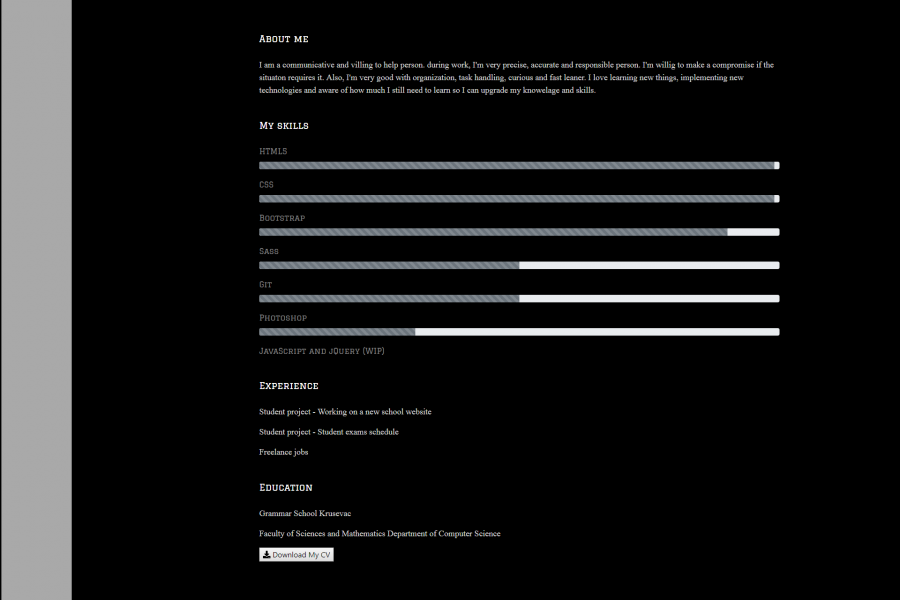 About me
I am a communicative and villing to help person. during work, I'm very precise, accurate and responsible person. I'm willig to make a compromise if the
situaton requires it. Also, I'm very good with organization, task handling, curious and fast leaner. I love learning new things, implementing new
technologies and aware of how much I still need to learn so I can upgrade my knowelage and skills.
My skills
HTML5
CSS
Bootstrap
Sass
Git
Photoshop
JavaScript and jQuery (WIP)
Experience
Student project - Working on a new school website
Student project - Student exams schedule
Freelance jobs
Education
Grammar School Krusevac
Faculty of Sciences and Mathematics Department of Computer Science
Download My CV